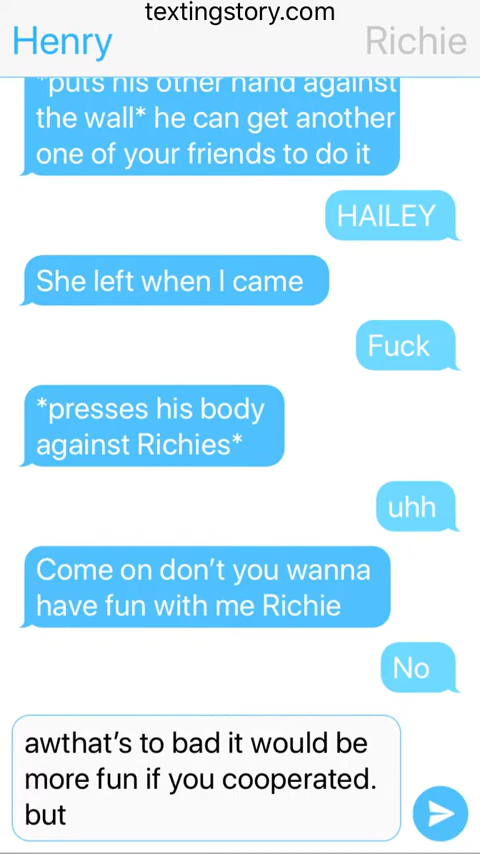 textingstory.com
Henry
Richie
*puts his other hand against
the wall* he can get another
one of your friends to do it
HAILEY
She left when I came
Fuck
*presses his body
against Richies*
uhh
Come on don't you wanna
have fun with me Richie
No
awthat's to bad it would be
more fun if you cooperated.
but